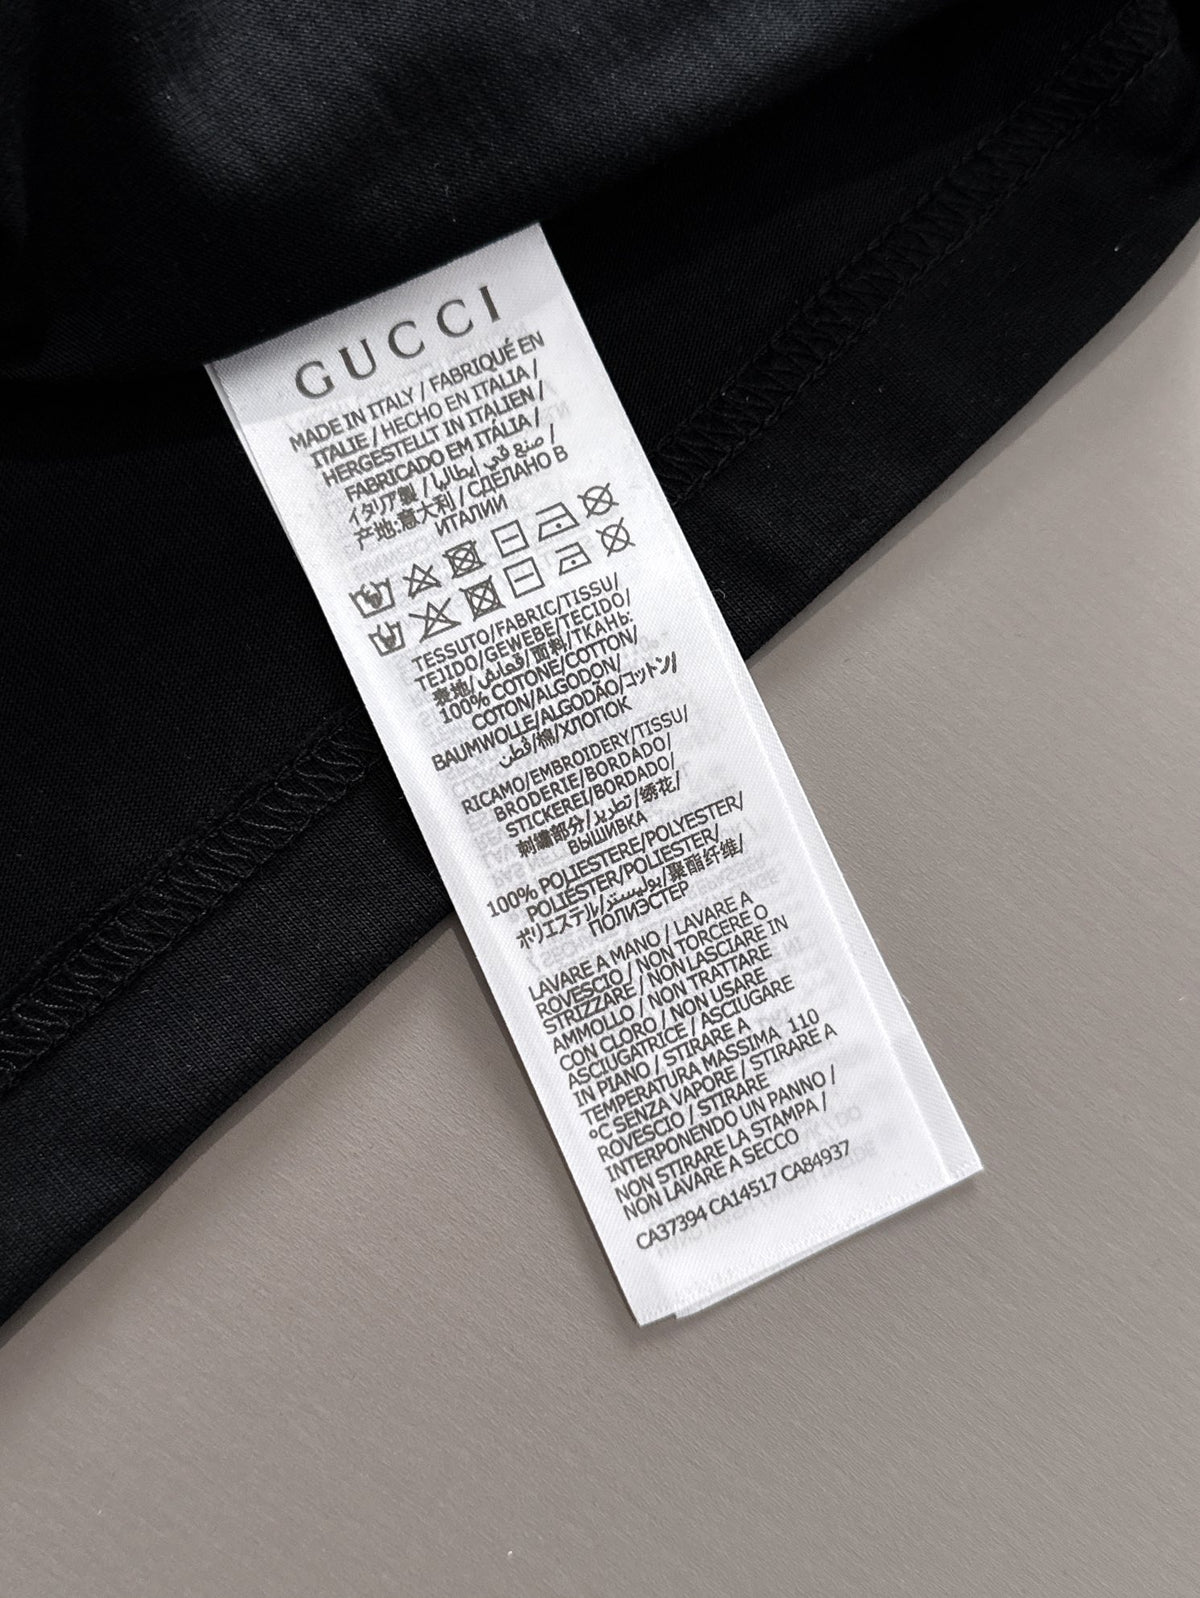 GUCCI
MADE IN ITALY / FABRIQUÉ EN
ITALIE / HECHO EN ITALIA /
HERGESTELLT IN ITALIEN /
FABRICADO EM ITÁLIA /
イタリア製 / صنع في إيطاليا /
产地:意大利 / СДЕЛАНО В
ИТАЛИИ
TESSUTO/FABRIC/TISSU/
TEJIDO/GEWEBE/TECIDO/
表地/قماش/面料/ТКАНЬ:
100% COTONE/COTTON/
COTON/ALGODON/
BAUMWOLLE/ALGODÃO/コットン/
قطن/棉/ХЛОПОК
RICAMO/EMBROIDERY/TISSU/
BRODERIE/BORDADO/
STICKEREI/BORDADO/
刺繍部分/تطريز/绣花/
ВЫШИВКА
100% POLIESTERE/POLYESTER/
POLIÉSTER/POLIESTER/
ポリエステル/بوليستر/聚酯纤维/
ПОЛИЭСТЕР
LAVARE A MANO / LAVARE A
ROVESCIO / NON TORCERE O
STRIZZARE / NON LASCIARE IN
AMMOLLO / NON TRATTARE
CON CLORO / NON USARE
ASCIUGATRICE / ASCIUGARE
IN PIANO / STIRARE A
TEMPERATURA MASSIMA 110
°C SENZA VAPORE / STIRARE A
ROVESCIO / STIRARE
INTERPONENDO UN PANNO /
NON STIRARE LA STAMPA /
NON LAVARE A SECCO
CA37394 CA14517 CA84937